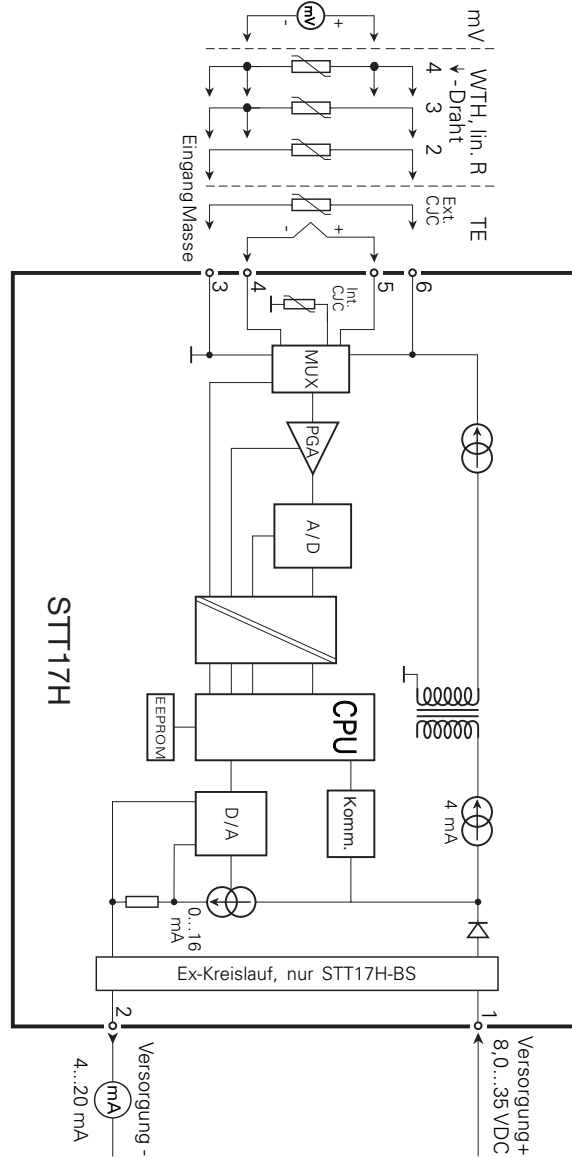 mV
- mV +
WTH, lin. R
- Draht
4 3 2
Ext.
CJC
TE
- +
Eingang Masse
3 4 5 6
Int.
CJC
MUX
PGA
A/D
CPU
EEPROM
Komm.
D/A
4 mA
0...16
mA
STT17H
Ex-Kreislauf, nur STT17H-BS
2 1
Versorgung+
8,0...35 VDC
Versorgung -
4...20 mA
mA